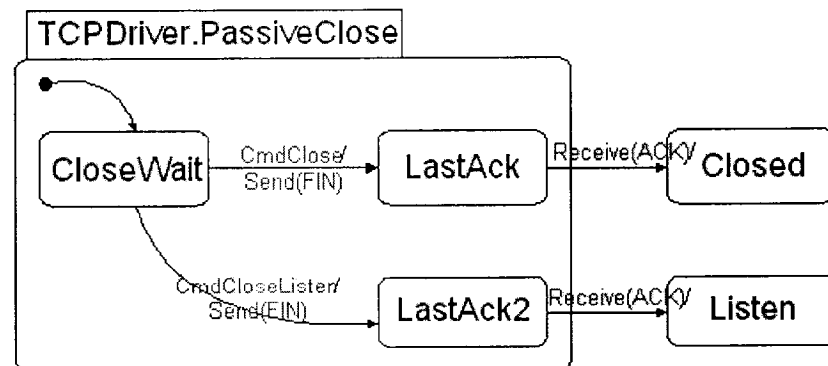 TCPDriver.PassiveClose
CloseWait
CmdClose/
Send(FIN)
LastAck
Receive(ACK)/
Closed
CmdCloseListen/
Send(FIN)
LastAck2
Receive(ACK)/
Listen